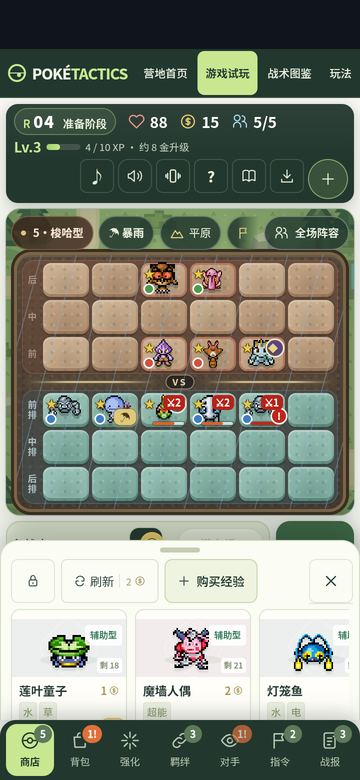 POKÉTACTICS 营地首页 游戏试玩 战术图鉴 玩法
R 04 准备阶段 88 15 5/5
Lv.3 4 / 10 XP · 约 8 金升级
?
5 · 梭哈型 暴雨 平原 全场阵容
后
中
前
VS
前排
×2 ×2 ×1 !
中排
后排
刷新 2 购买经验
辅助型 剩 18
莲叶童子 1
水 草
辅助型 剩 21
魔墙人偶 2
超能
辅助型 剩
灯笼鱼
水 电
商店 5
背包 1!
强化
羁绊 3
对手 1!
任务 2
战报 3